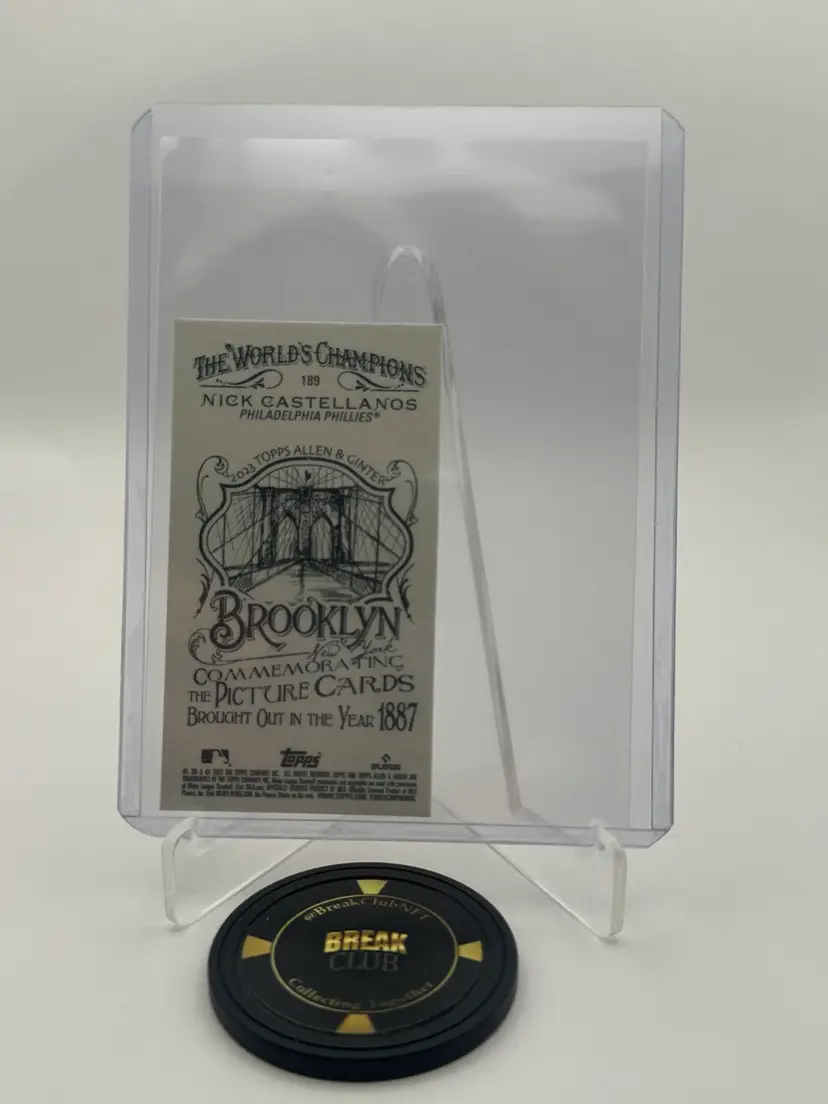 THE WORLD'S CHAMPIONS
189
NICK CASTELLANOS
PHILADELPHIA PHILLIES®
2023 TOPPS ALLEN & GINTER
BROOKLYN
New York
COMMEMORATING
THE PICTURE CARDS
BROUGHT OUT IN THE YEAR 1887
Topps
@BreakClubNFT
BREAK
CLUB
Collecting Together